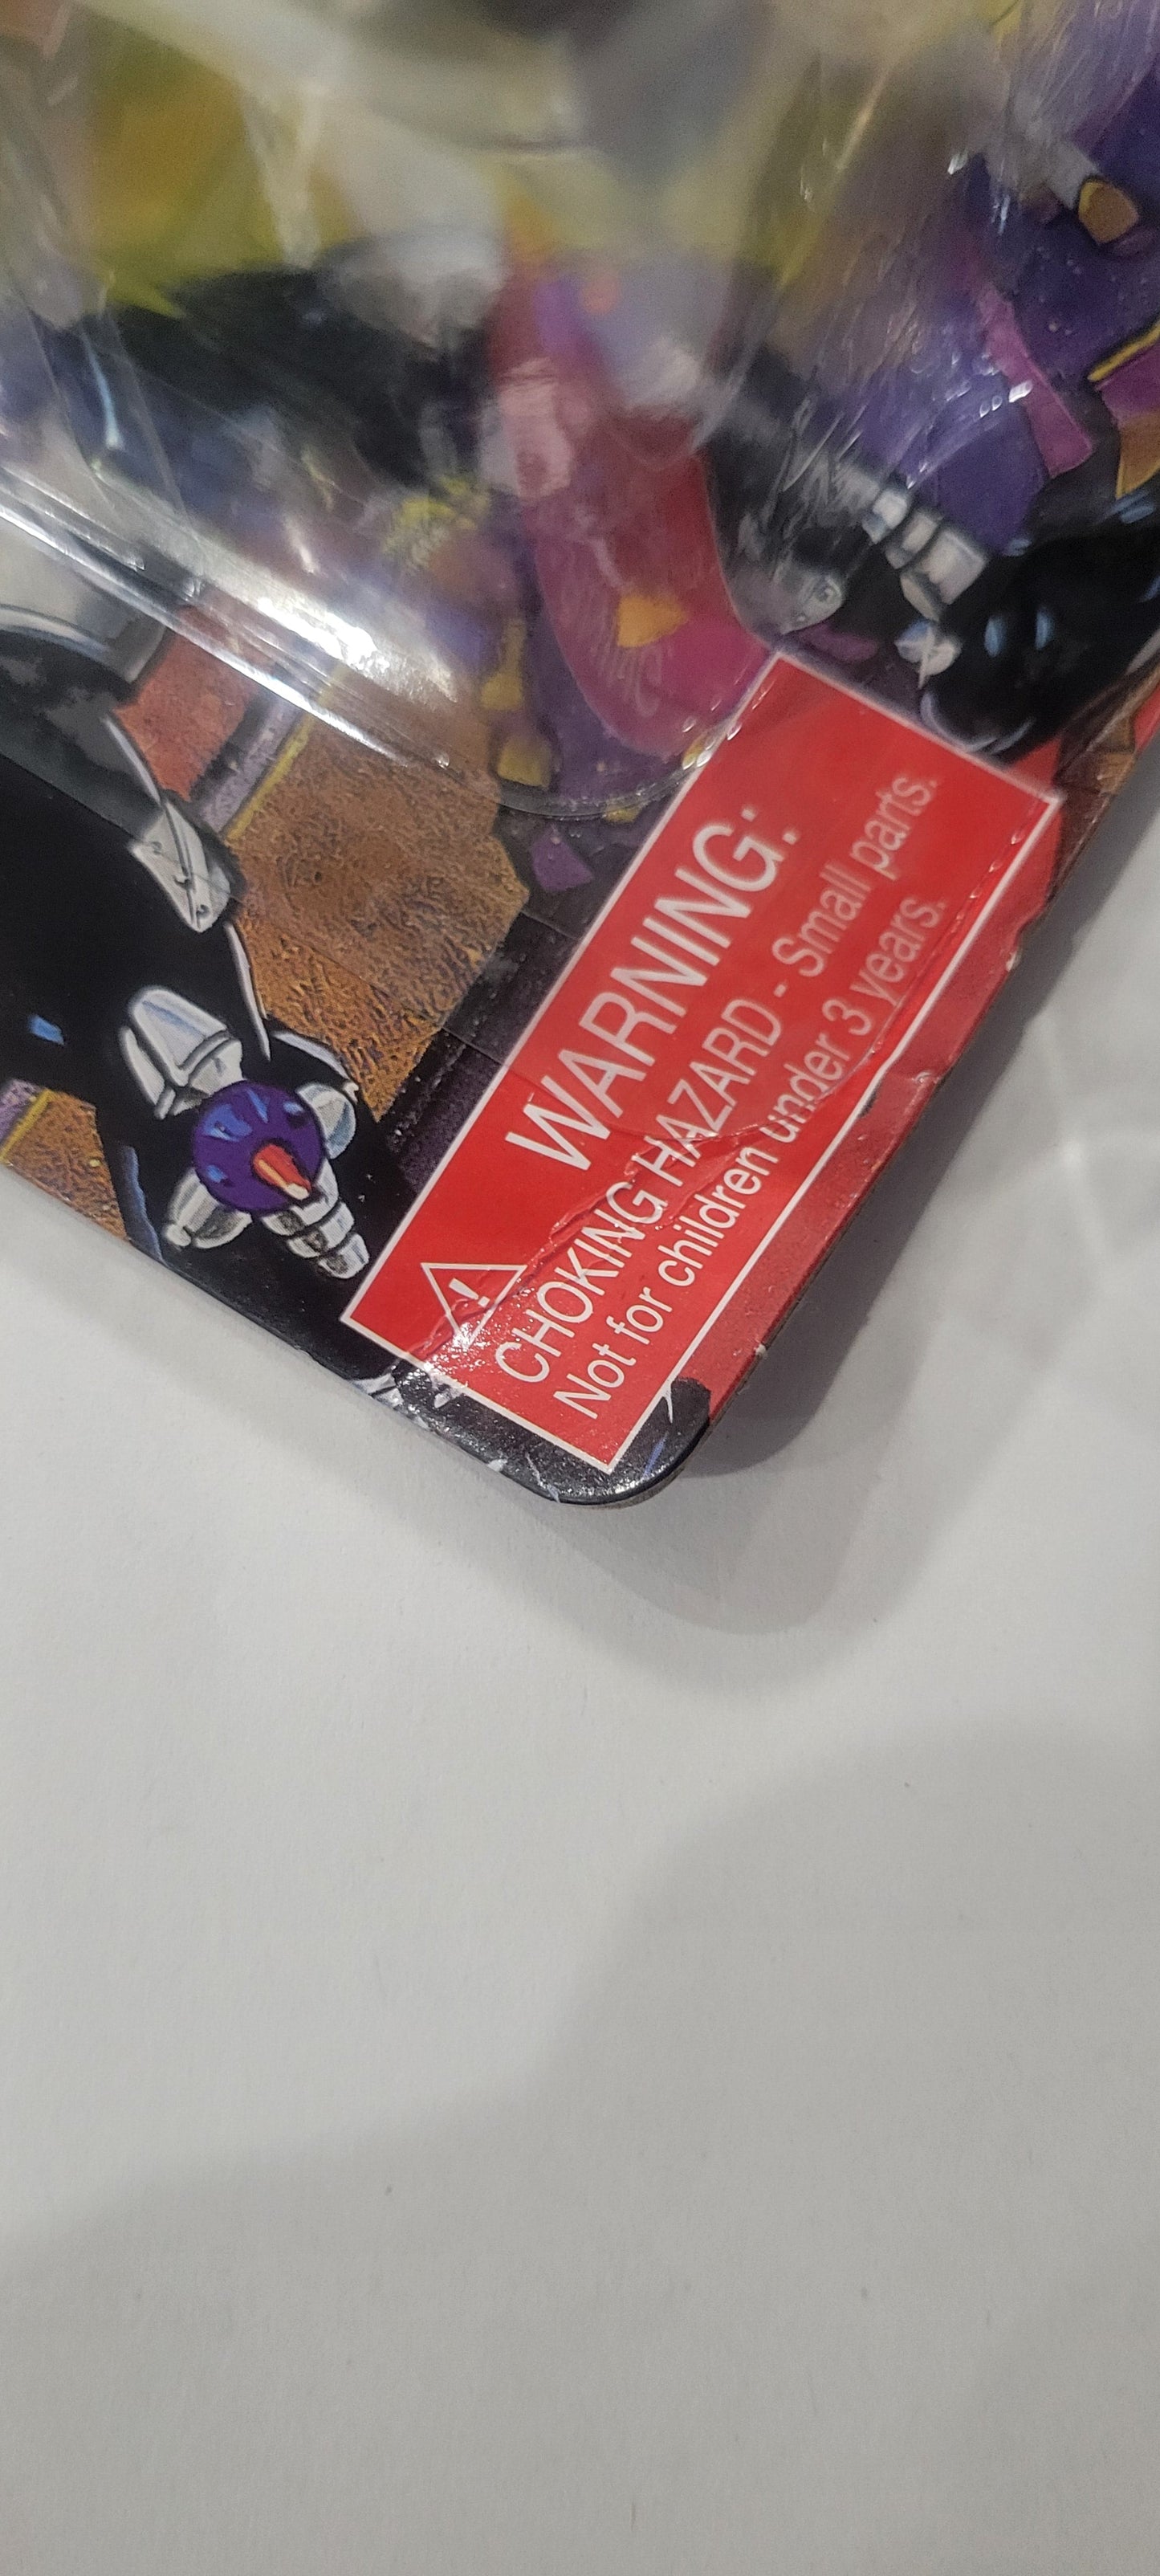 WARNING:
CHOKING HAZARD - Small parts.
Not for children under 3 years.